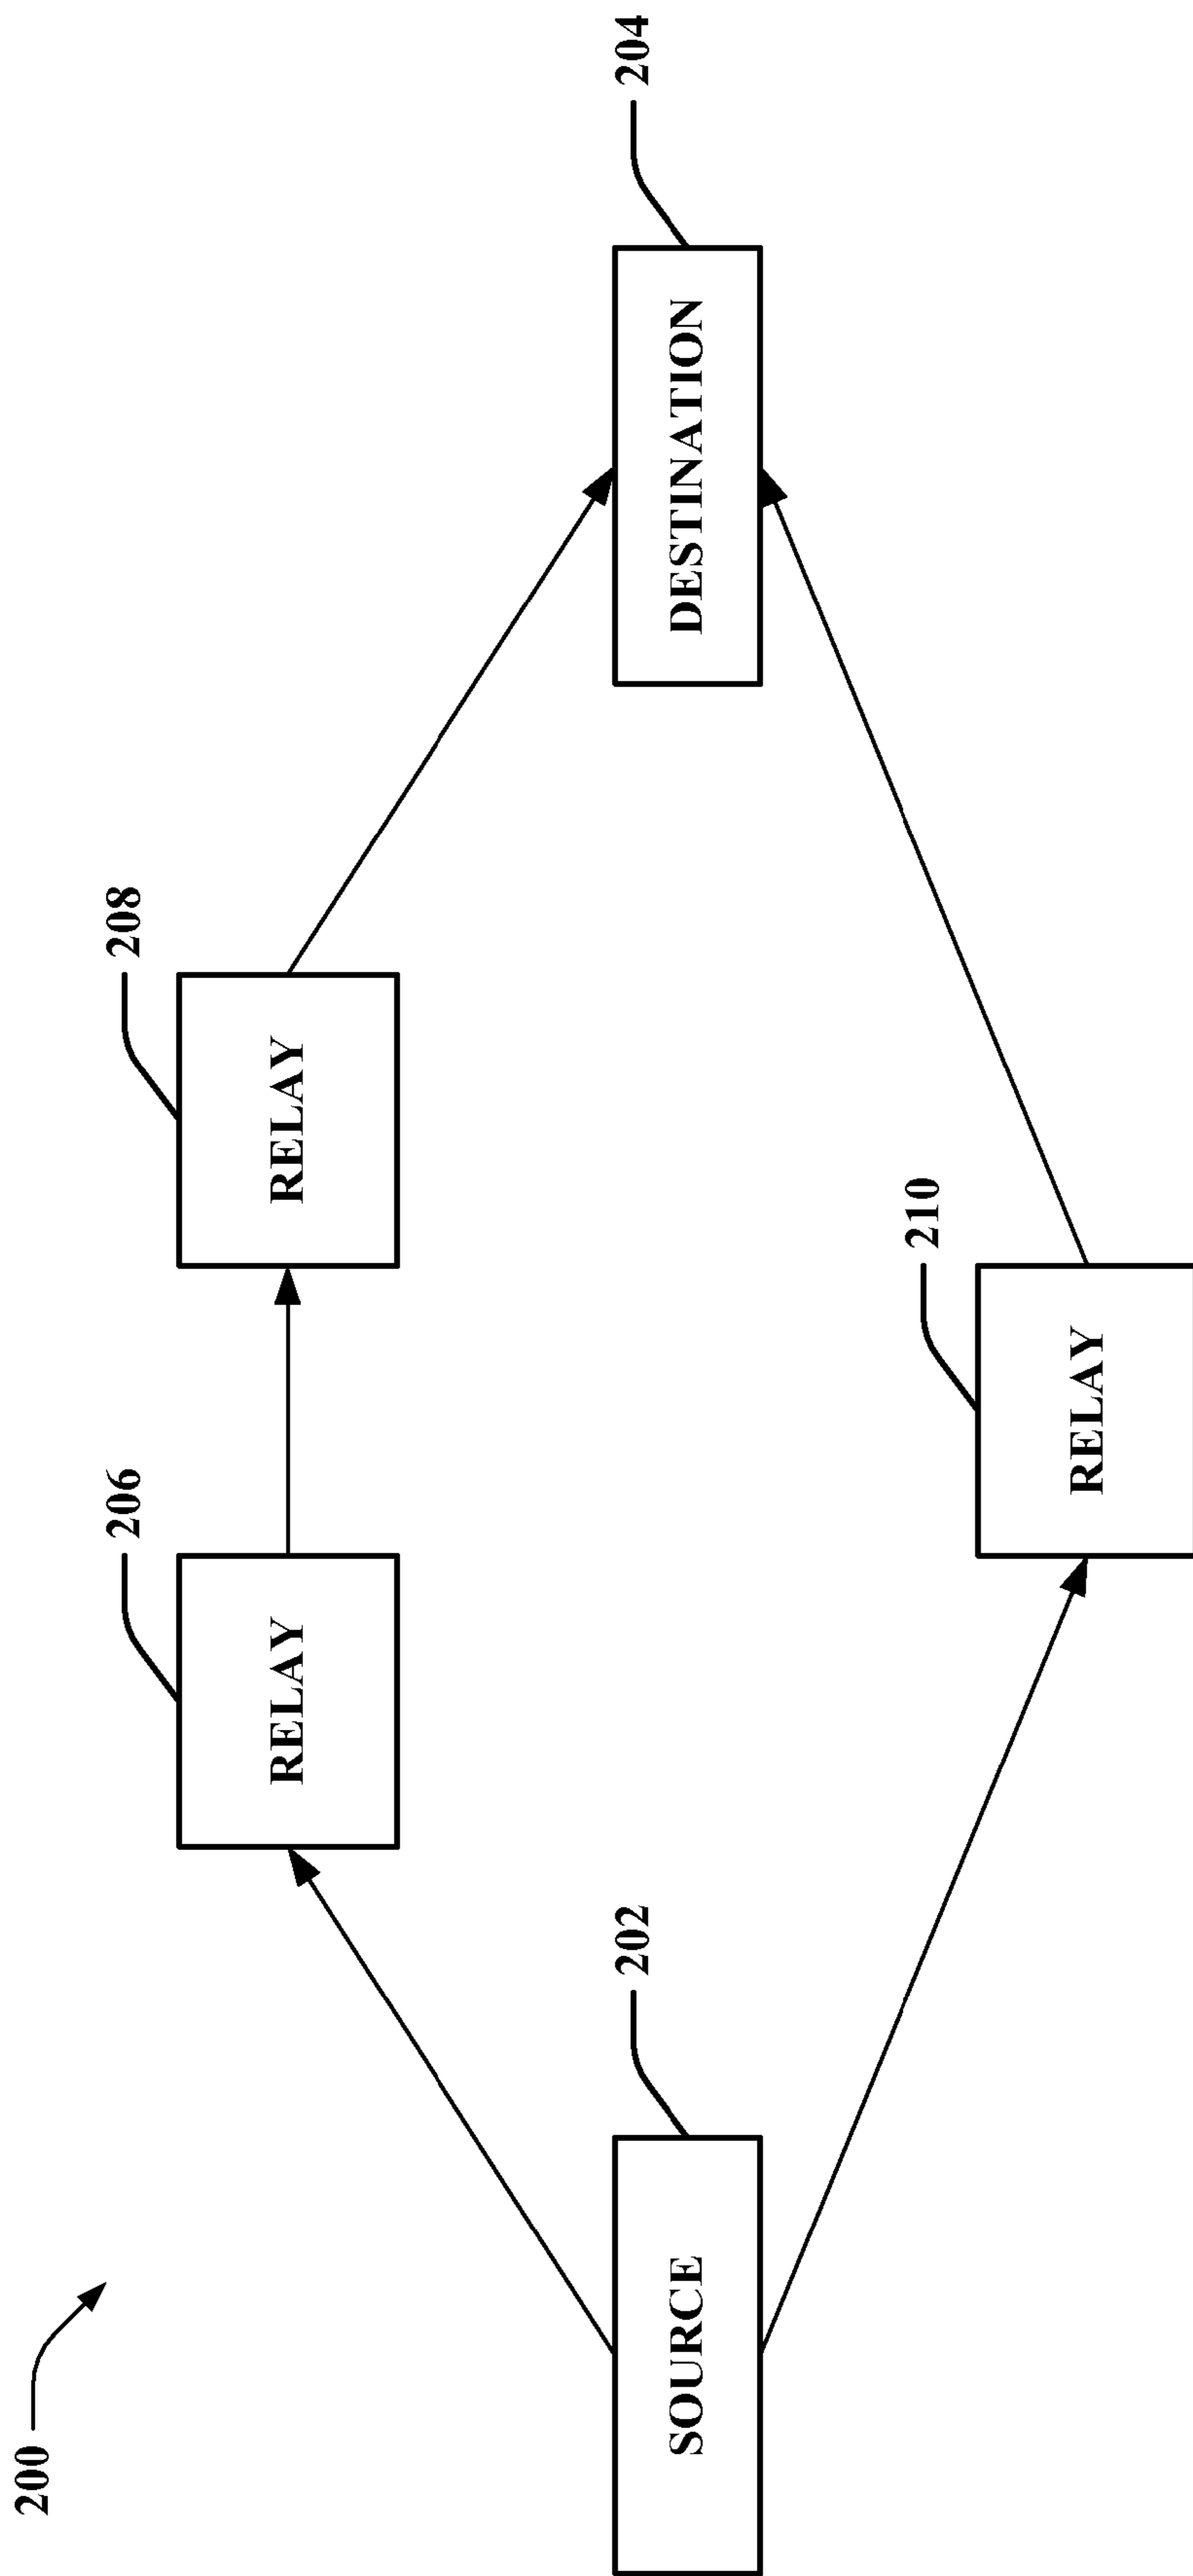 200
206
208
RELAY
RELAY
202
204
SOURCE
DESTINATION
210
RELAY